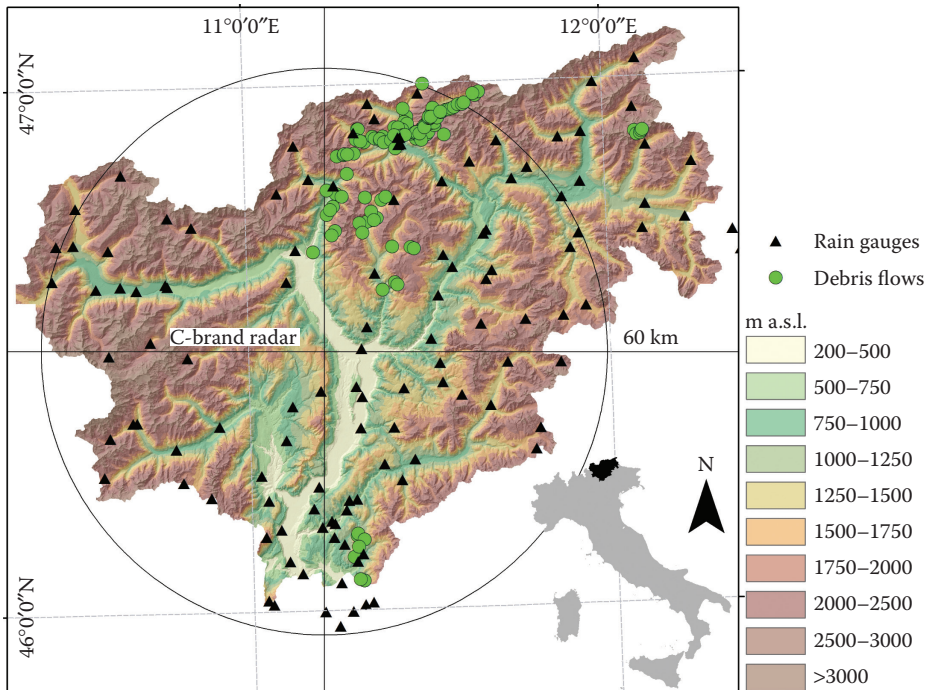 11°0′0″E
12°0′0″E
47°0′0″N
46°0′0″N
C-brand radar
60 km
Rain gauges
Debris flows
m a.s.l.
200–500
500–750
750–1000
1000–1250
1250–1500
1500–1750
1750–2000
2000–2500
2500–3000
>3000
N